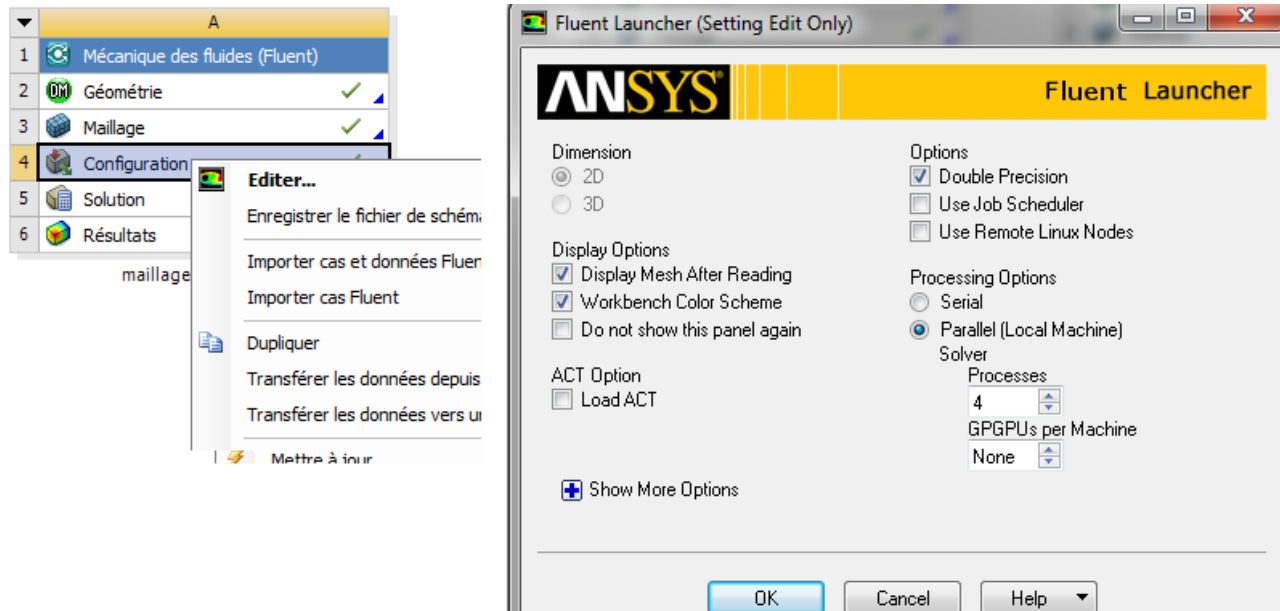 A
1 Mécanique des fluides (Fluent)
2 DM Géométrie
3 Maillage
4 Configuration
5 Solution
6 Résultats
maillage
Editer...
Enregistrer le fichier de schéma
Importer cas et données Fluen
Importer cas Fluent
Dupliquer
Transférer les données depuis
Transférer les données vers un
Mettre à jour
Fluent Launcher (Setting Edit Only)
ANSYS Fluent Launcher
Dimension
2D
3D
Display Options
Display Mesh After Reading
Workbench Color Scheme
Do not show this panel again
ACT Option
Load ACT
Show More Options
Options
Double Precision
Use Job Scheduler
Use Remote Linux Nodes
Processing Options
Serial
Parallel (Local Machine)
Solver
Processes
4
GPGPUs per Machine
None
OK Cancel Help